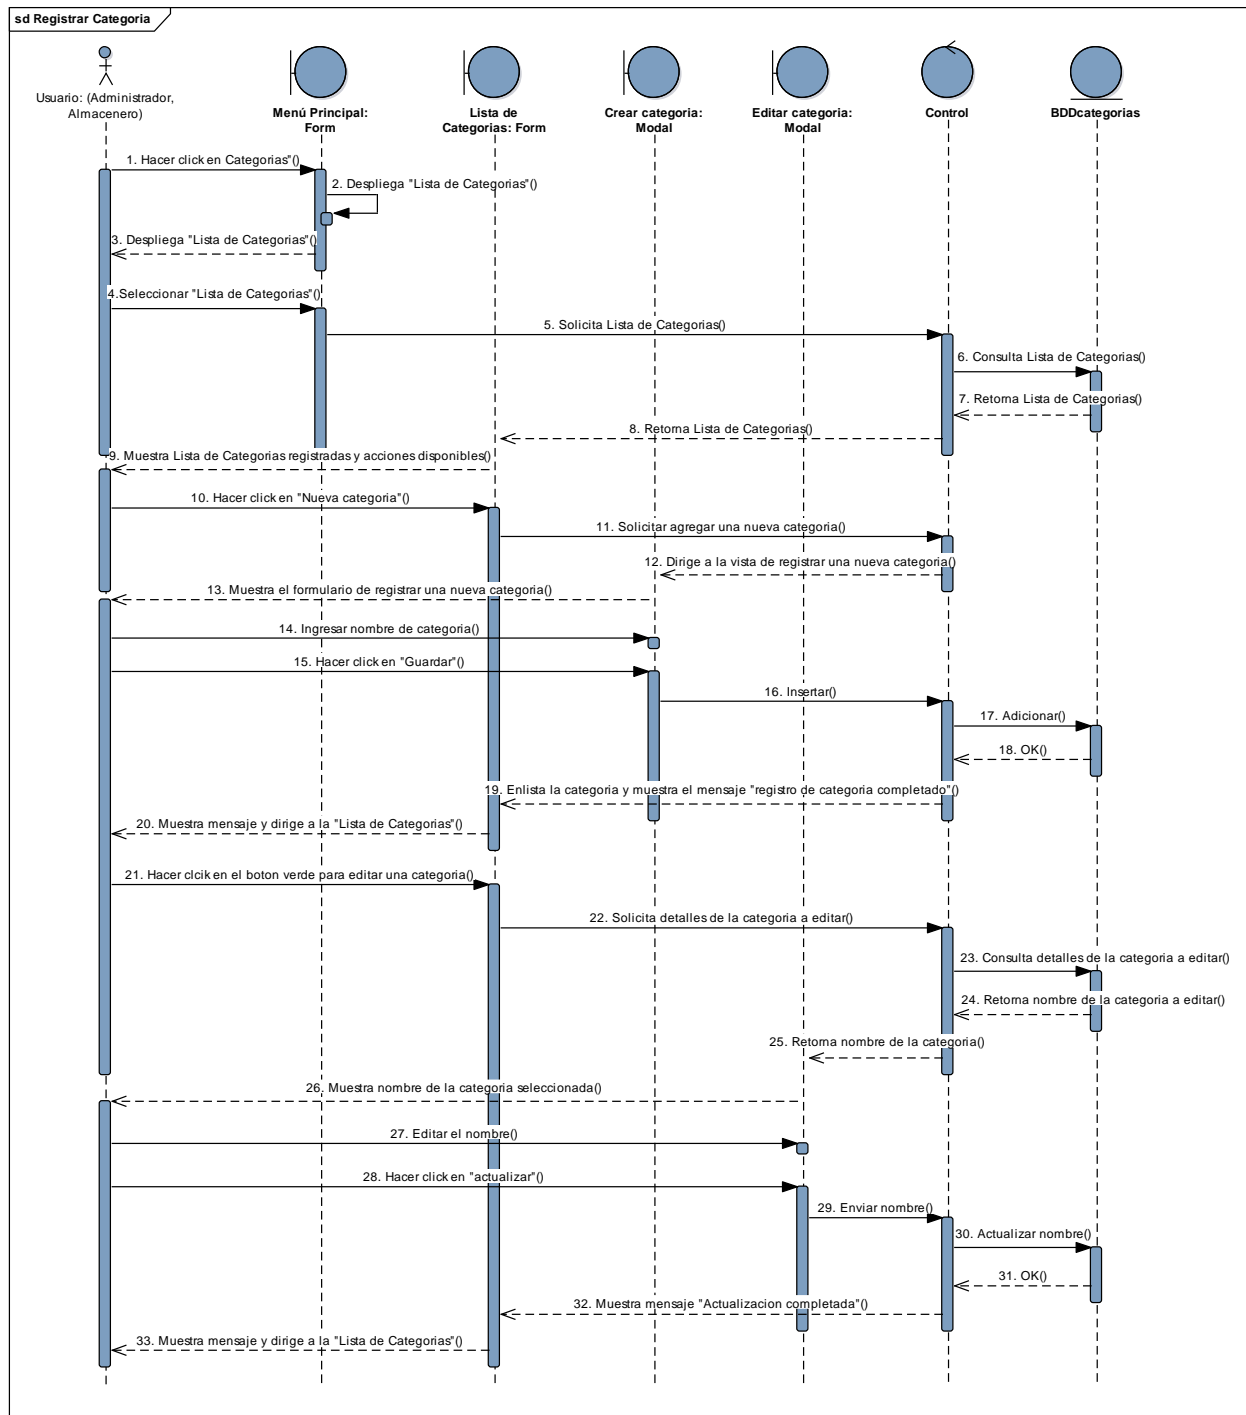 sd Registrar Categoria
Usuario: (Administrador,
Almacenero)
Menú Principal:
Form
Lista de
Categorias: Form
Crear categoria:
Modal
Editar categoria:
Modal
Control
BDDcategorias
1. Hacer click en Categorias"()
2. Despliega "Lista de Categorias"()
3. Despliega "Lista de Categorias"()
4.Seleccionar "Lista de Categorias"()
5. Solicita Lista de Categorias()
6. Consulta Lista de Categorias()
7. Retorna Lista de Categorias()
8. Retorna Lista de Categorias()
9. Muestra Lista de Categorias registradas y acciones disponibles()
10. Hacer click en "Nueva categoria"()
11. Solicitar agregar una nueva categoria()
12. Dirige a la vista de registrar una nueva categoria()
13. Muestra el formulario de registrar una nueva categoria()
14. Ingresar nombre de categoria()
15. Hacer click en "Guardar"()
16. Insertar()
17. Adicionar()
18. OK()
19. Enlista la categoria y muestra el mensaje "registro de categoria completado"()
20. Muestra mensaje y dirige a la "Lista de Categorias"()
21. Hacer clcik en el boton verde para editar una categoria()
22. Solicita detalles de la categoria a editar()
23. Consulta detalles de la categoria a editar()
24. Retorna nombre de la categoria a editar()
25. Retorna nombre de la categoria()
26. Muestra nombre de la categoria seleccionada()
27. Editar el nombre()
28. Hacer click en "actualizar"()
29. Enviar nombre()
30. Actualizar nombre()
31. OK()
32. Muestra mensaje "Actualizacion completada"()
33. Muestra mensaje y dirige a la "Lista de Categorias"()